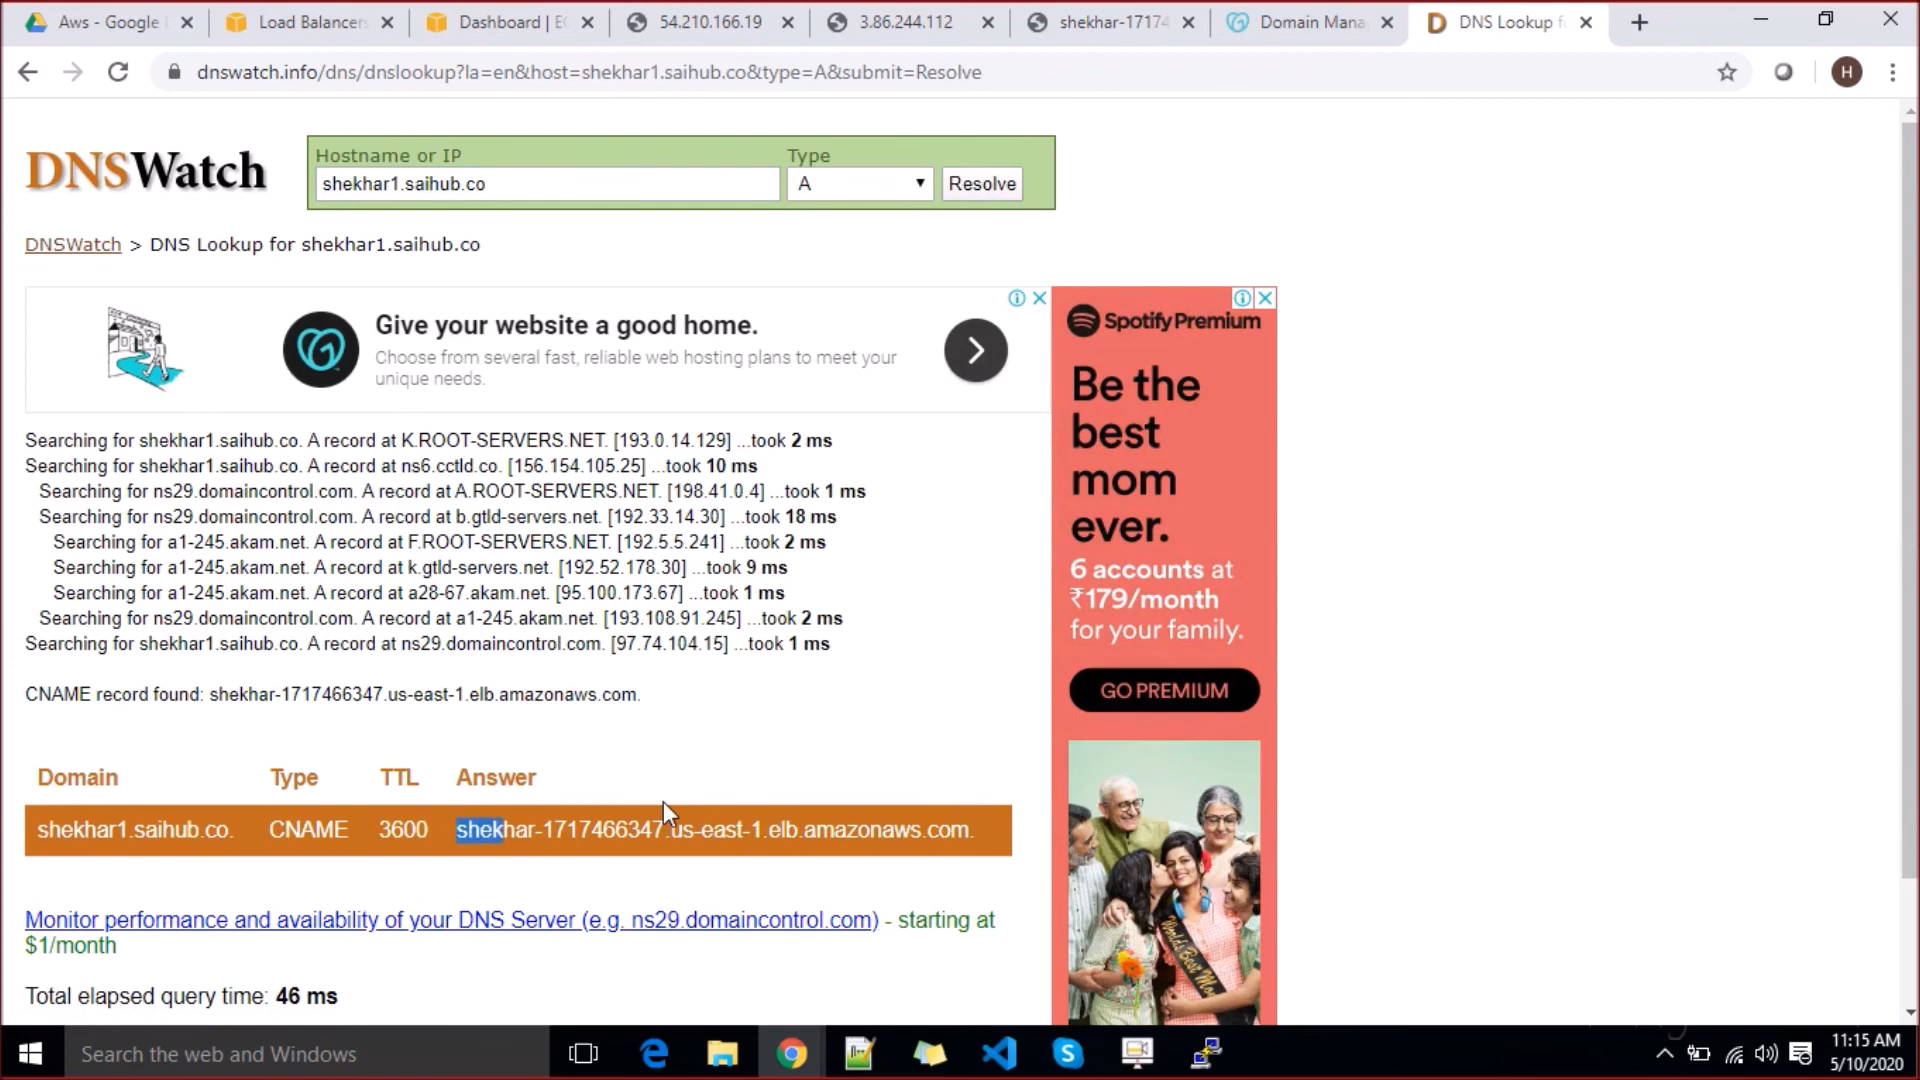 Aws - Google
Load Balancers
Dashboard | E
54.210.166.19
3.86.244.112
shekhar-17174
Domain Mana
DNS Lookup f
dnswatch.info/dns/dnslookup?la=en&host=shekhar1.saihub.co&type=A&submit=Resolve
H
DNSWatch
Hostname or IP
Type
shekhar1.saihub.co
A
Resolve
DNSWatch > DNS Lookup for shekhar1.saihub.co
Give your website a good home.
Choose from several fast, reliable web hosting plans to meet your
unique needs.
Spotify Premium
Be the
best
mom
ever.
6 accounts at
₹179/month
for your family.
GO PREMIUM
Searching for shekhar1.saihub.co. A record at K.ROOT-SERVERS.NET. [193.0.14.129] ...took 2 ms
Searching for shekhar1.saihub.co. A record at ns6.cctld.co. [156.154.105.25] ...took 10 ms
Searching for ns29.domaincontrol.com. A record at A.ROOT-SERVERS.NET. [198.41.0.4] ...took 1 ms
Searching for ns29.domaincontrol.com. A record at b.gtld-servers.net. [192.33.14.30] ...took 18 ms
Searching for a1-245.akam.net. A record at F.ROOT-SERVERS.NET. [192.5.5.241] ...took 2 ms
Searching for a1-245.akam.net. A record at k.gtld-servers.net. [192.52.178.30] ...took 9 ms
Searching for a1-245.akam.net. A record at a28-67.akam.net. [95.100.173.67] ...took 1 ms
Searching for ns29.domaincontrol.com. A record at a1-245.akam.net. [193.108.91.245] ...took 2 ms
Searching for shekhar1.saihub.co. A record at ns29.domaincontrol.com. [97.74.104.15] ...took 1 ms
CNAME record found: shekhar-1717466347.us-east-1.elb.amazonaws.com.
Domain Type TTL Answer
shekhar1.saihub.co. CNAME 3600 shekhar-1717466347.us-east-1.elb.amazonaws.com.
Monitor performance and availability of your DNS Server (e.g. ns29.domaincontrol.com) - starting at
$1/month
Total elapsed query time: 46 ms
World's Best Mom
Search the web and Windows
11:15 AM
5/10/2020